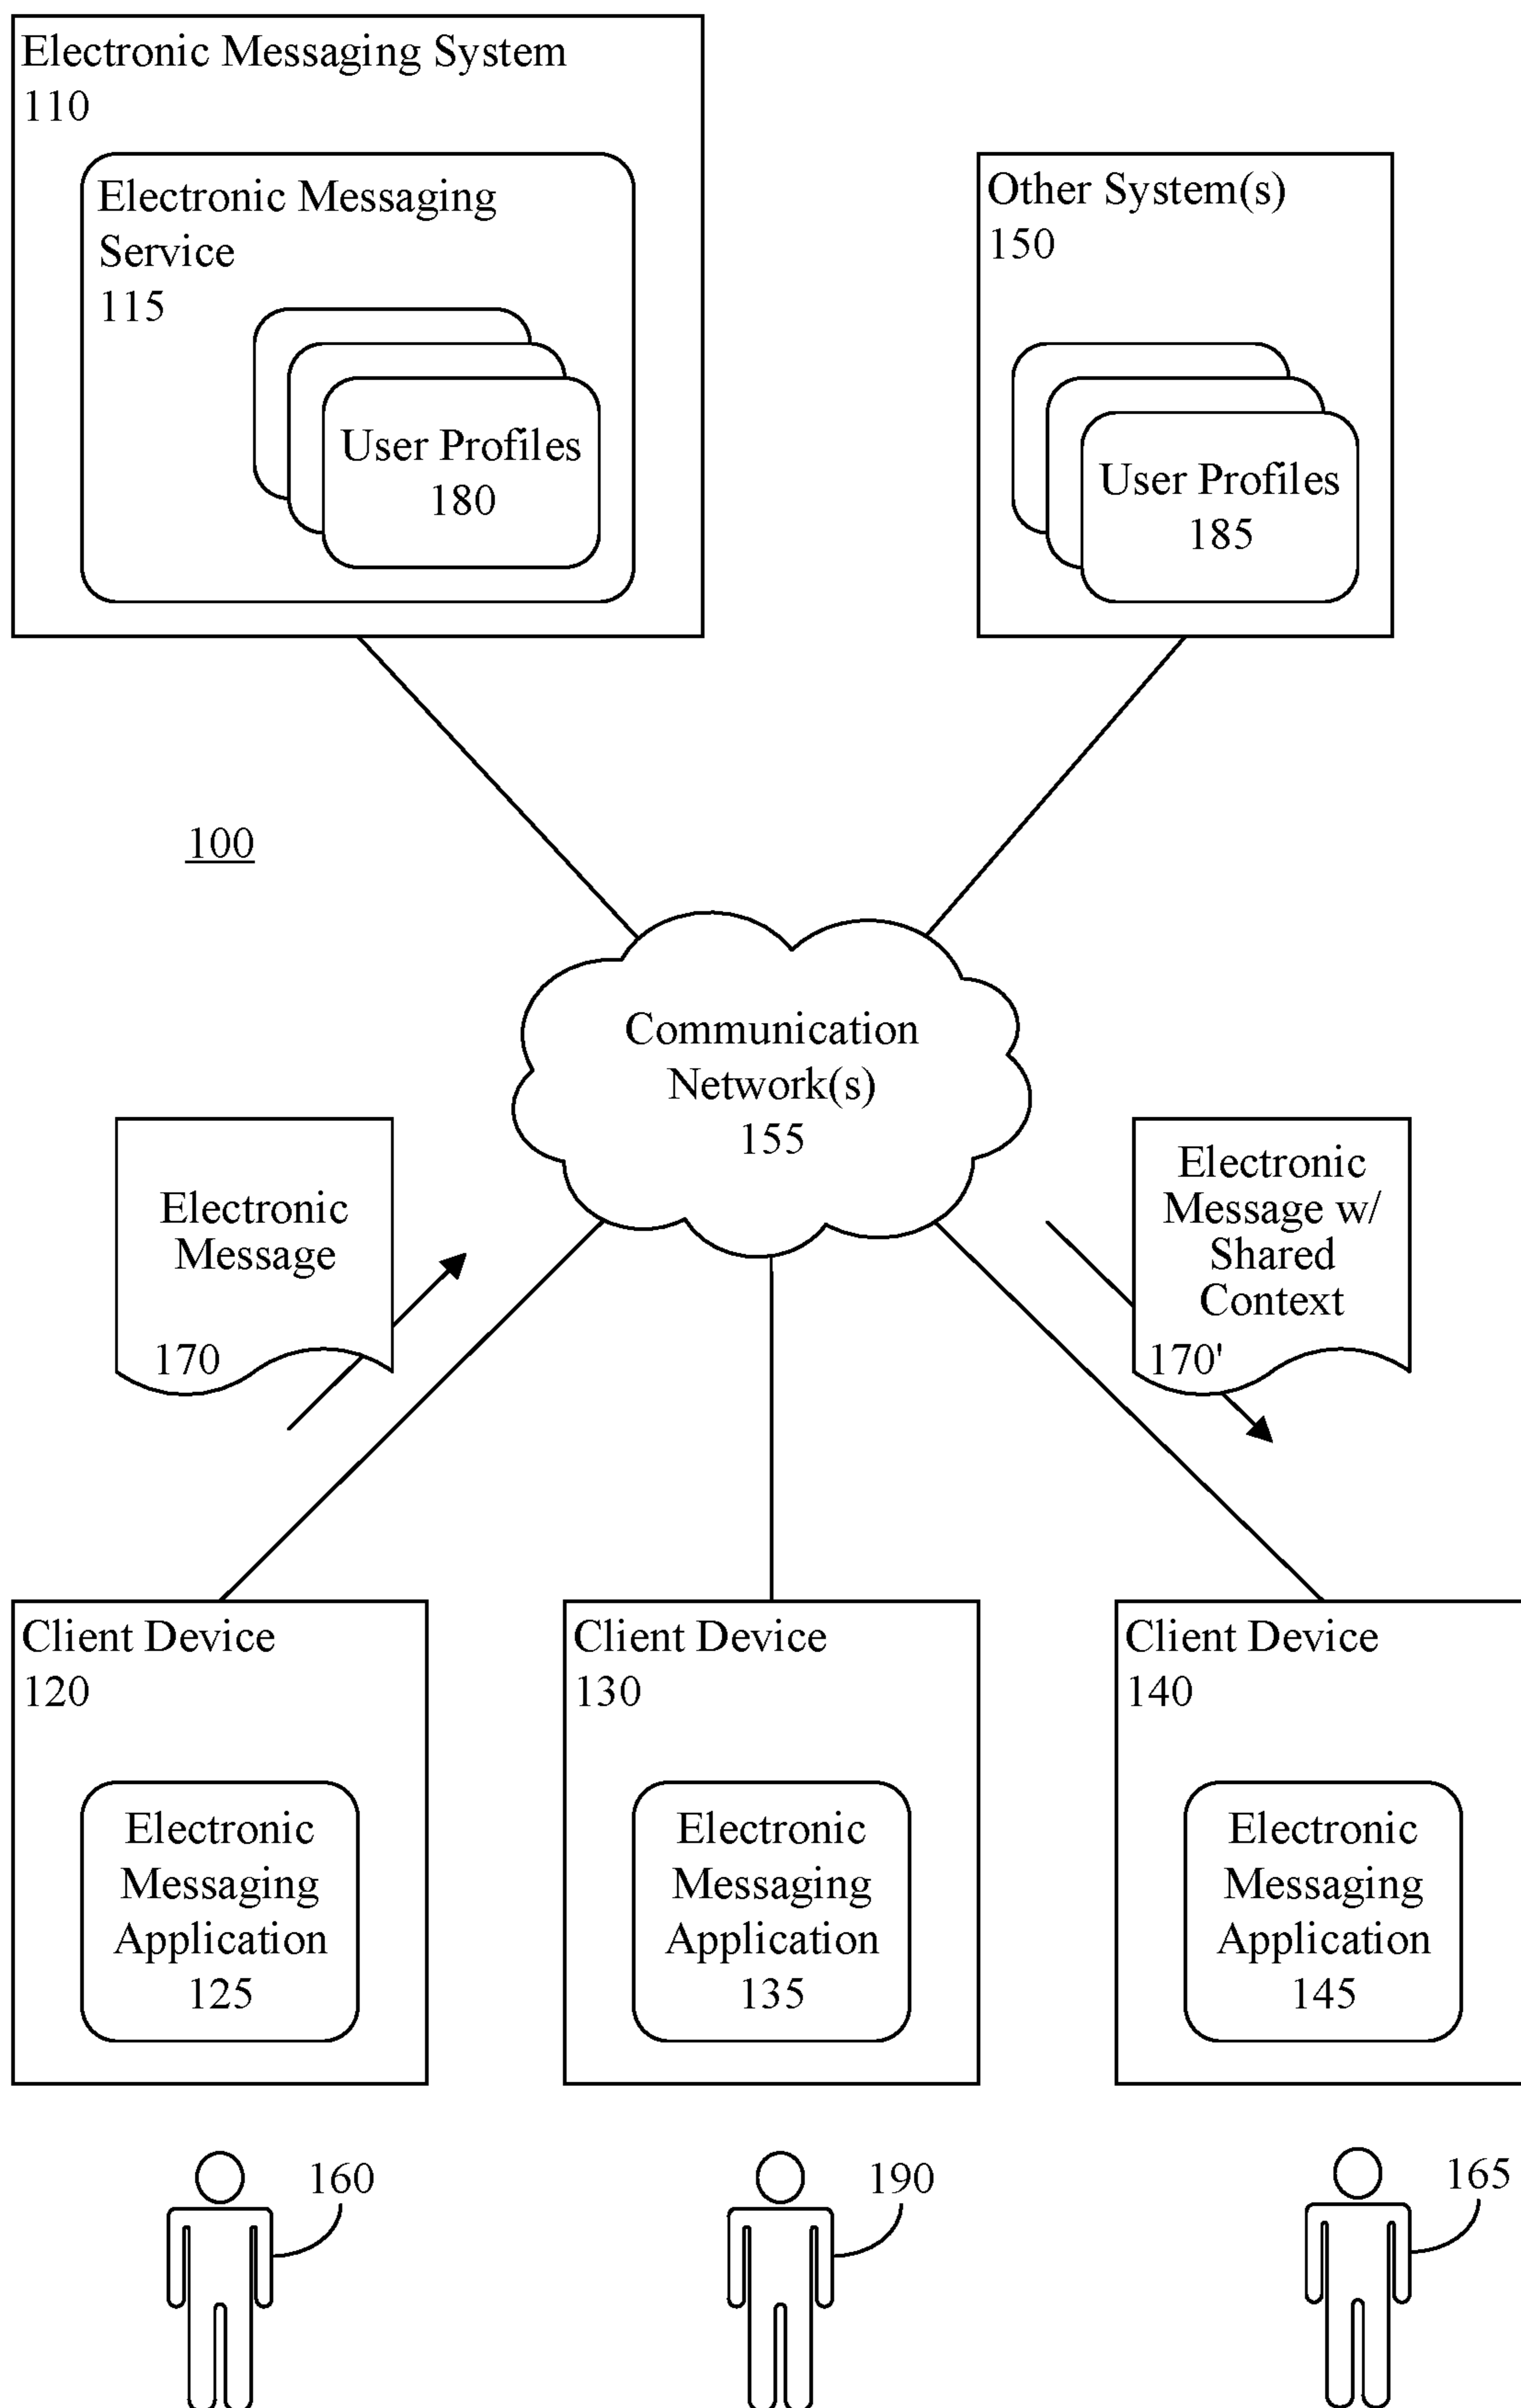 Electronic Messaging System
110
Electronic Messaging
Service
115
User Profiles
180
Other System(s)
150
User Profiles
185
100
Communication
Network(s)
155
Electronic
Message
170
Electronic
Message w/
Shared
Context
170'
Client Device
120
Electronic
Messaging
Application
125
Client Device
130
Electronic
Messaging
Application
135
Client Device
140
Electronic
Messaging
Application
145
160
190
165